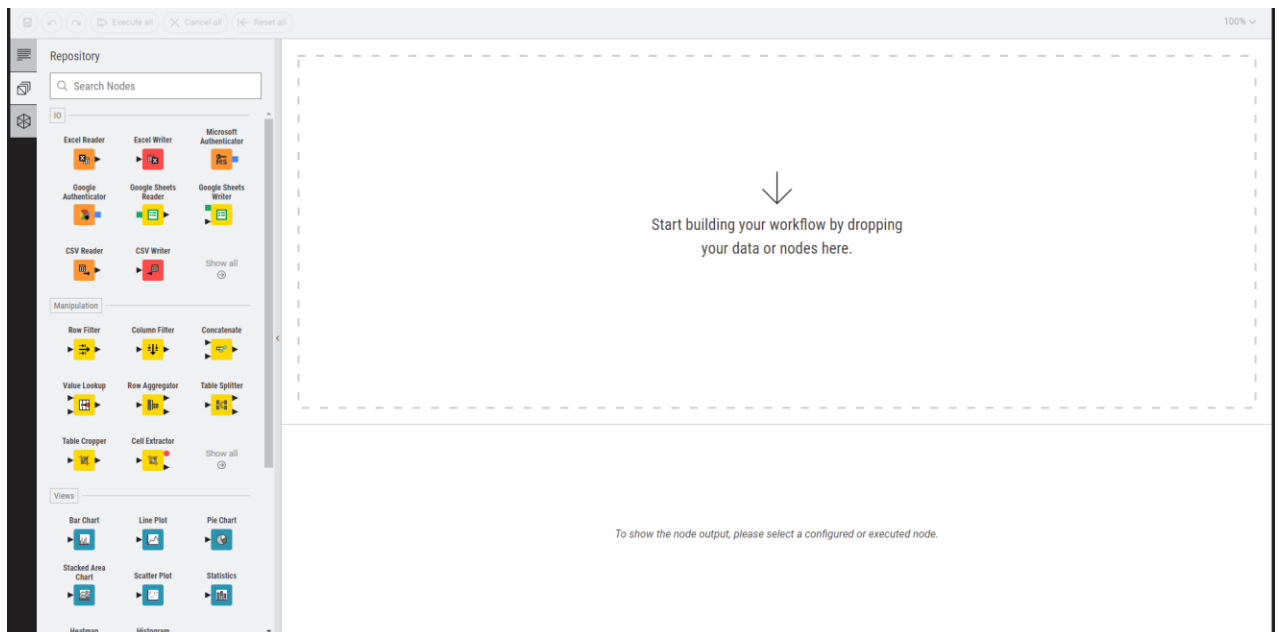 Execute all
Cancel all
Reset all
100%
Repository
Search Nodes
IO
Excel Reader
Excel Writer
Microsoft
Authenticator
MS
Google
Authenticator
Google Sheets
Reader
Google Sheets
Writer
CSV Reader
CSV Writer
Show all
Manipulation
Row Filter
Column Filter
Concatenate
Value Lookup
Row Aggregator
Table Splitter
Table Cropper
Cell Extractor
Show all
Views
Bar Chart
Line Plot
Pie Chart
Stacked Area
Chart
Scatter Plot
Statistics
Heatmap
Histogram
Start building your workflow by dropping
your data or nodes here.
To show the node output, please select a configured or executed node.